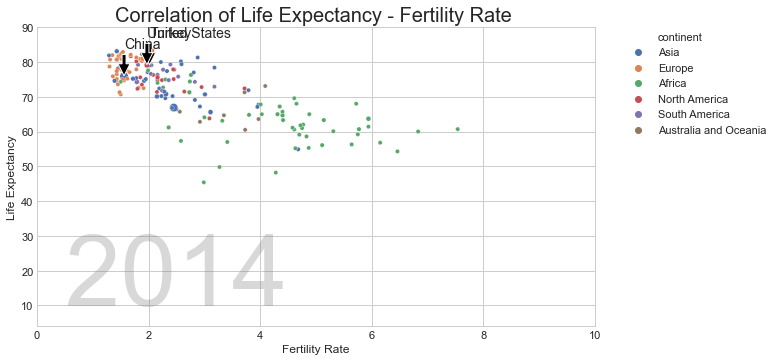 Correlation of Life Expectancy - Fertility Rate
Turkey
United States
China
Life Expectancy
90
80
70
60
50
40
30
20
10
2014
0
2
4
6
8
10
Fertility Rate
continent
Asia
Europe
Africa
North America
South America
Australia and Oceania